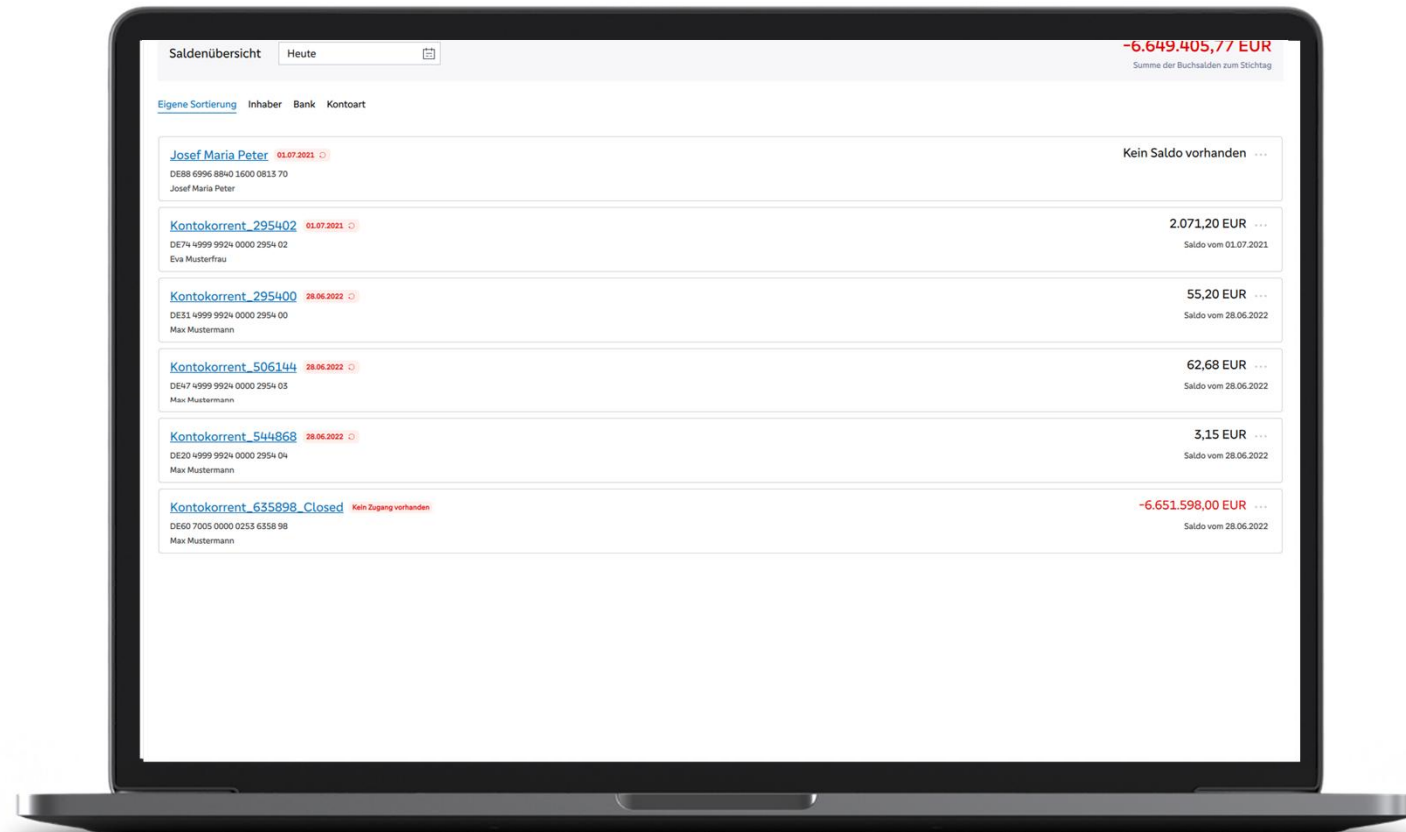 Saldenübersicht Heute -6.649.405,77 EUR
Summe der Buchsalden zum Stichtag
Eigene Sortierung Inhaber Bank Kontoart
Josef Maria Peter 01.07.2021 Kein Saldo vorhanden ...
DE88 6996 8840 1600 0813 70
Josef Maria Peter
Kontokorrent_295402 01.07.2021 2.071,20 EUR ...
DE74 4999 9924 0000 2954 02 Saldo vom 01.07.2021
Eva Musterfrau
Kontokorrent_295400 28.06.2022 55,20 EUR ...
DE31 4999 9924 0000 2954 00 Saldo vom 28.06.2022
Max Mustermann
Kontokorrent_506144 28.06.2022 62,68 EUR ...
DE47 4999 9924 0000 2954 03 Saldo vom 28.06.2022
Max Mustermann
Kontokorrent_544868 28.06.2022 3,15 EUR ...
DE20 4999 9924 0000 2954 04 Saldo vom 28.06.2022
Max Mustermann
Kontokorrent_635898_Closed Kein Zugang vorhanden -6.651.598,00 EUR ...
DE60 7005 0000 0253 6358 98 Saldo vom 28.06.2022
Max Mustermann